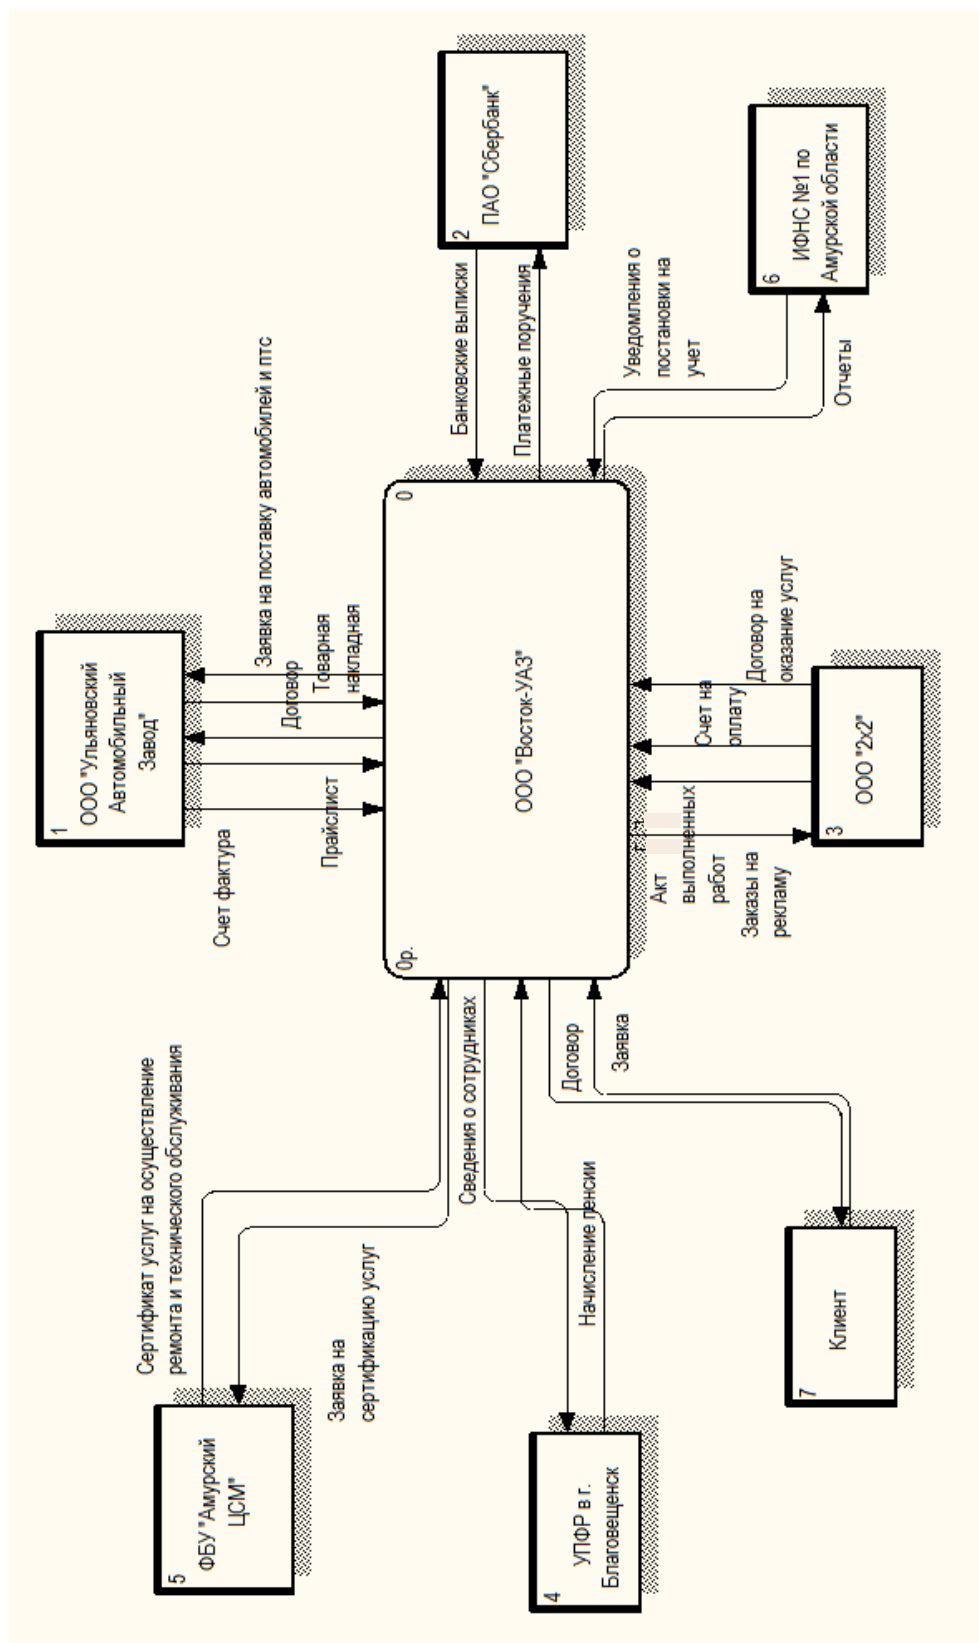 5
ФБУ "Амурский
ЦСМ"
Сертификат услуг на осуществление
ремонта и технического обслуживания
Заявка на
сертификацию услуг
1
ООО "Ульяновский
Автомобильный
Завод"
Счет фактура
Прайслист
Договор
Товарная
накладная
Заявка на поставку автомобилей и птс
2
ПАО "Сбербанк"
Банковские выписки
Платежные поручения
0р.
0
ООО "Восток-УАЗ"
4
УПФР в г.
Благовещенск
Сведения о сотрудниках
Начисление пенсии
7
Клиент
Договор
Заявка
Акт
выполненных
работ
Заказы на
рекламу
Счет на
оплату
Договор на
оказание услуг
3
ООО "2x2"
Уведомления о
постановки на
учет
Отчеты
6
ИФНС №1 по
Амурской области